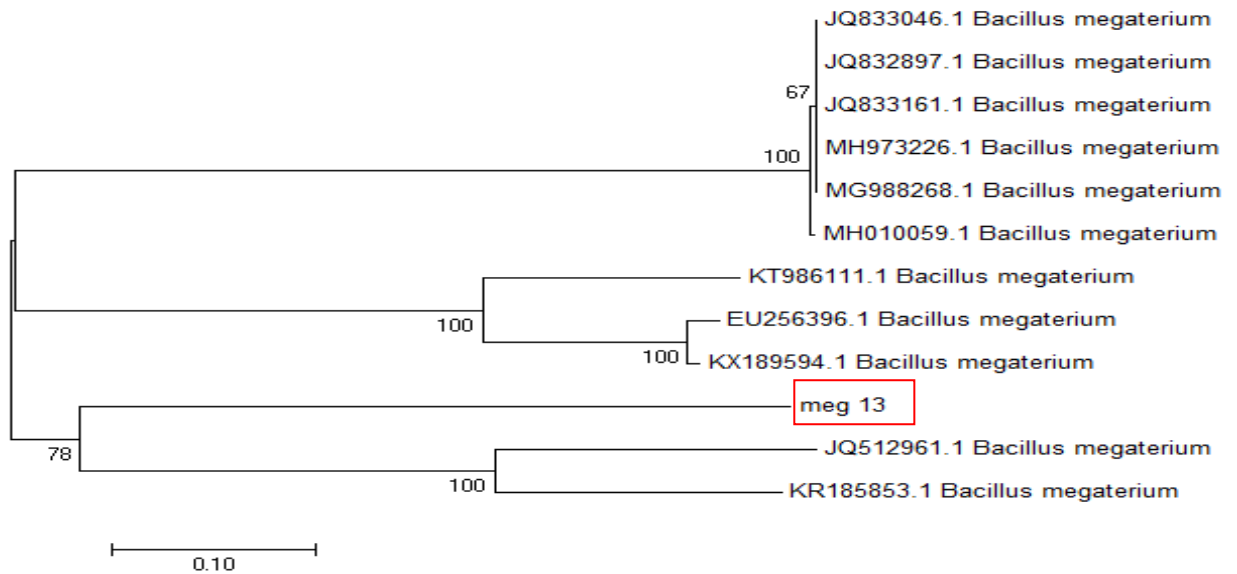 JQ833046.1 Bacillus megaterium
JQ832897.1 Bacillus megaterium
67
JQ833161.1 Bacillus megaterium
MH973226.1 Bacillus megaterium
100
MG988268.1 Bacillus megaterium
MH010059.1 Bacillus megaterium
KT986111.1 Bacillus megaterium
100
EU256396.1 Bacillus megaterium
100
KX189594.1 Bacillus megaterium
meg 13
78
JQ512961.1 Bacillus megaterium
100
KR185853.1 Bacillus megaterium
0.10